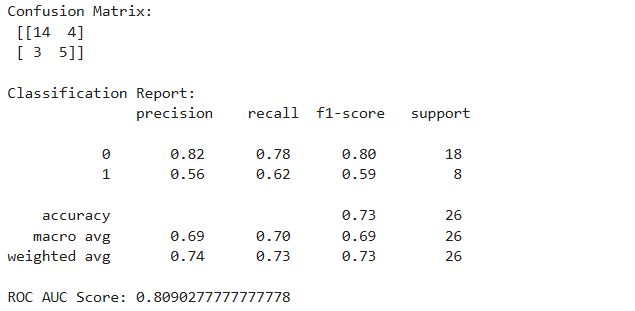 Confusion Matrix:
[[14  4]
[ 3  5]]
Classification Report:
precision    recall  f1-score   support
0       0.82      0.78      0.80        18
1       0.56      0.62      0.59         8
accuracy                           0.73        26
macro avg       0.69      0.70      0.69        26
weighted avg       0.74      0.73      0.73        26
ROC AUC Score: 0.8090277777777778